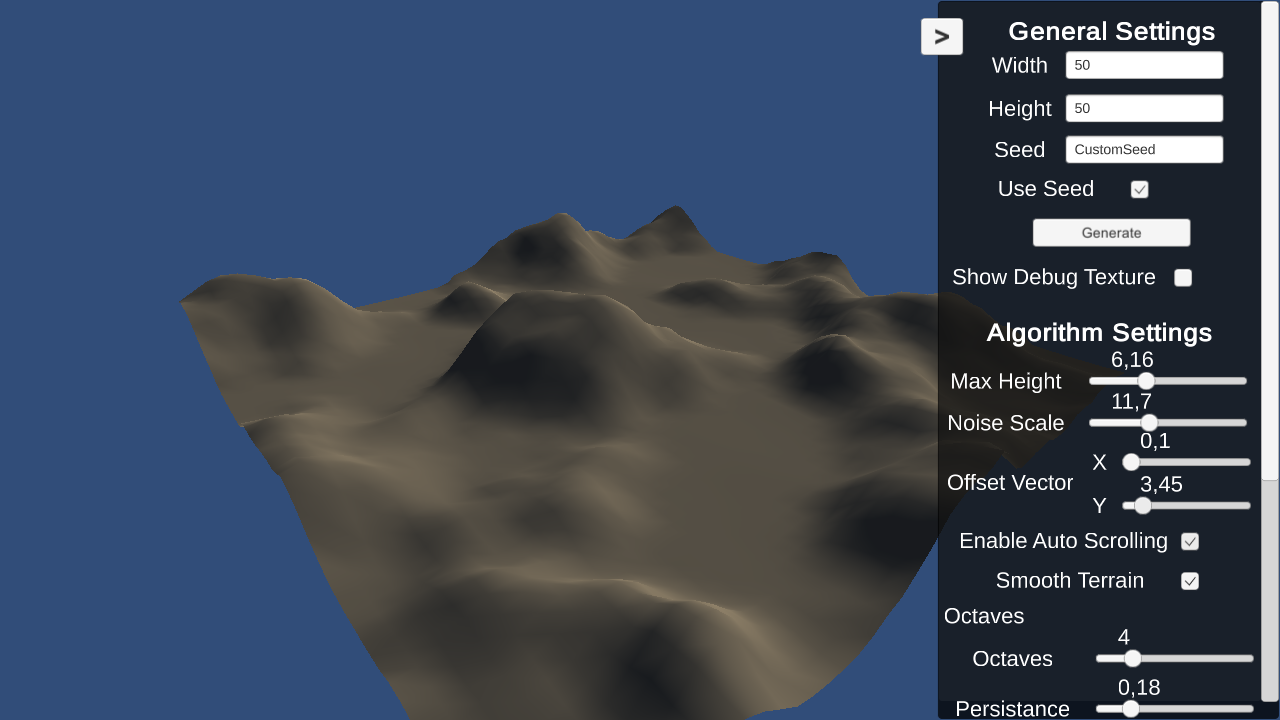 >
General Settings
Width 50
Height 50
Seed CustomSeed
Use Seed
Generate
Show Debug Texture
Algorithm Settings
6,16
Max Height
11,7
Noise Scale
0,1
X
Offset Vector
3,45
Y
Enable Auto Scrolling
Smooth Terrain
Octaves
4
Octaves
0,18
Persistance